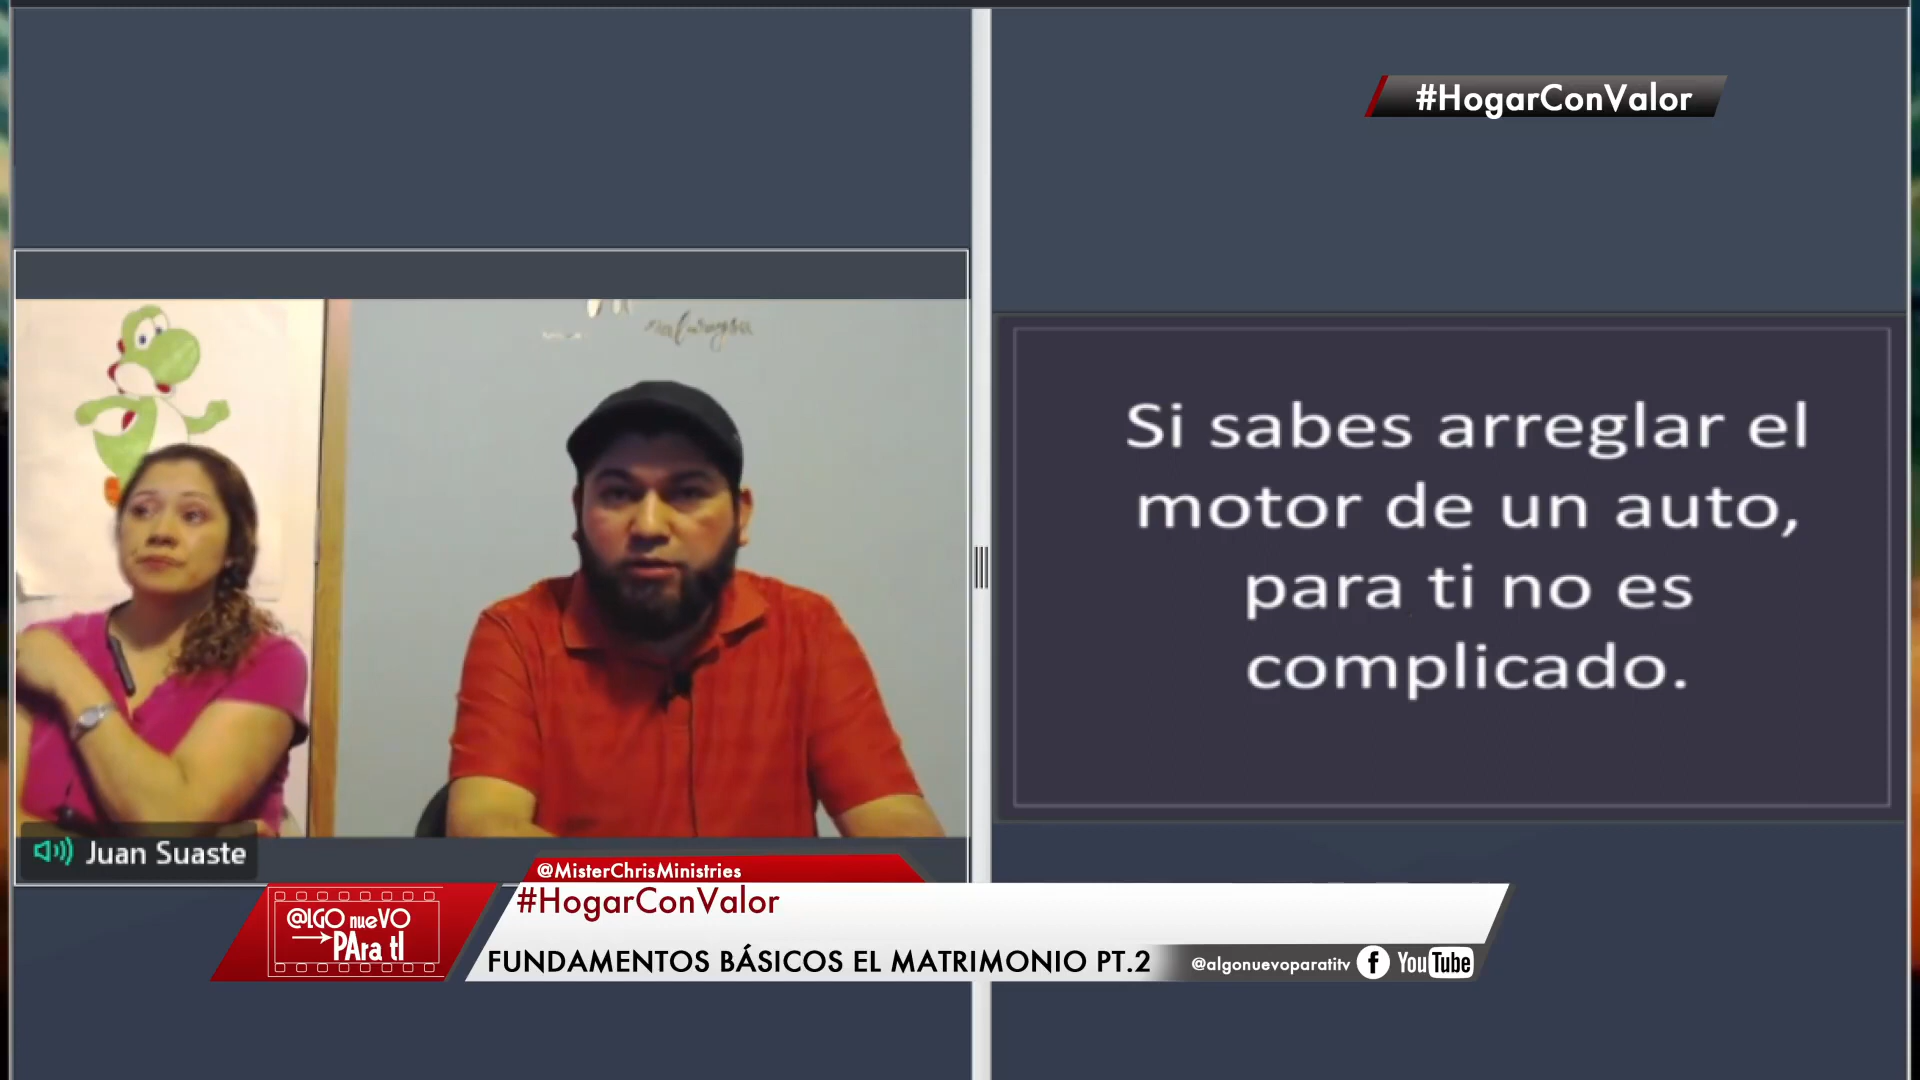 #HogarConValor
Si sabes arreglar el
motor de un auto,
para ti no es
complicado.
Juan Suaste
@MisterChrisMinistries
#HogarConValor
@LGO nueVO
PAra tI
FUNDAMENTOS BÁSICOS EL MATRIMONIO PT.2
@algonuevoparatitv f YouTube